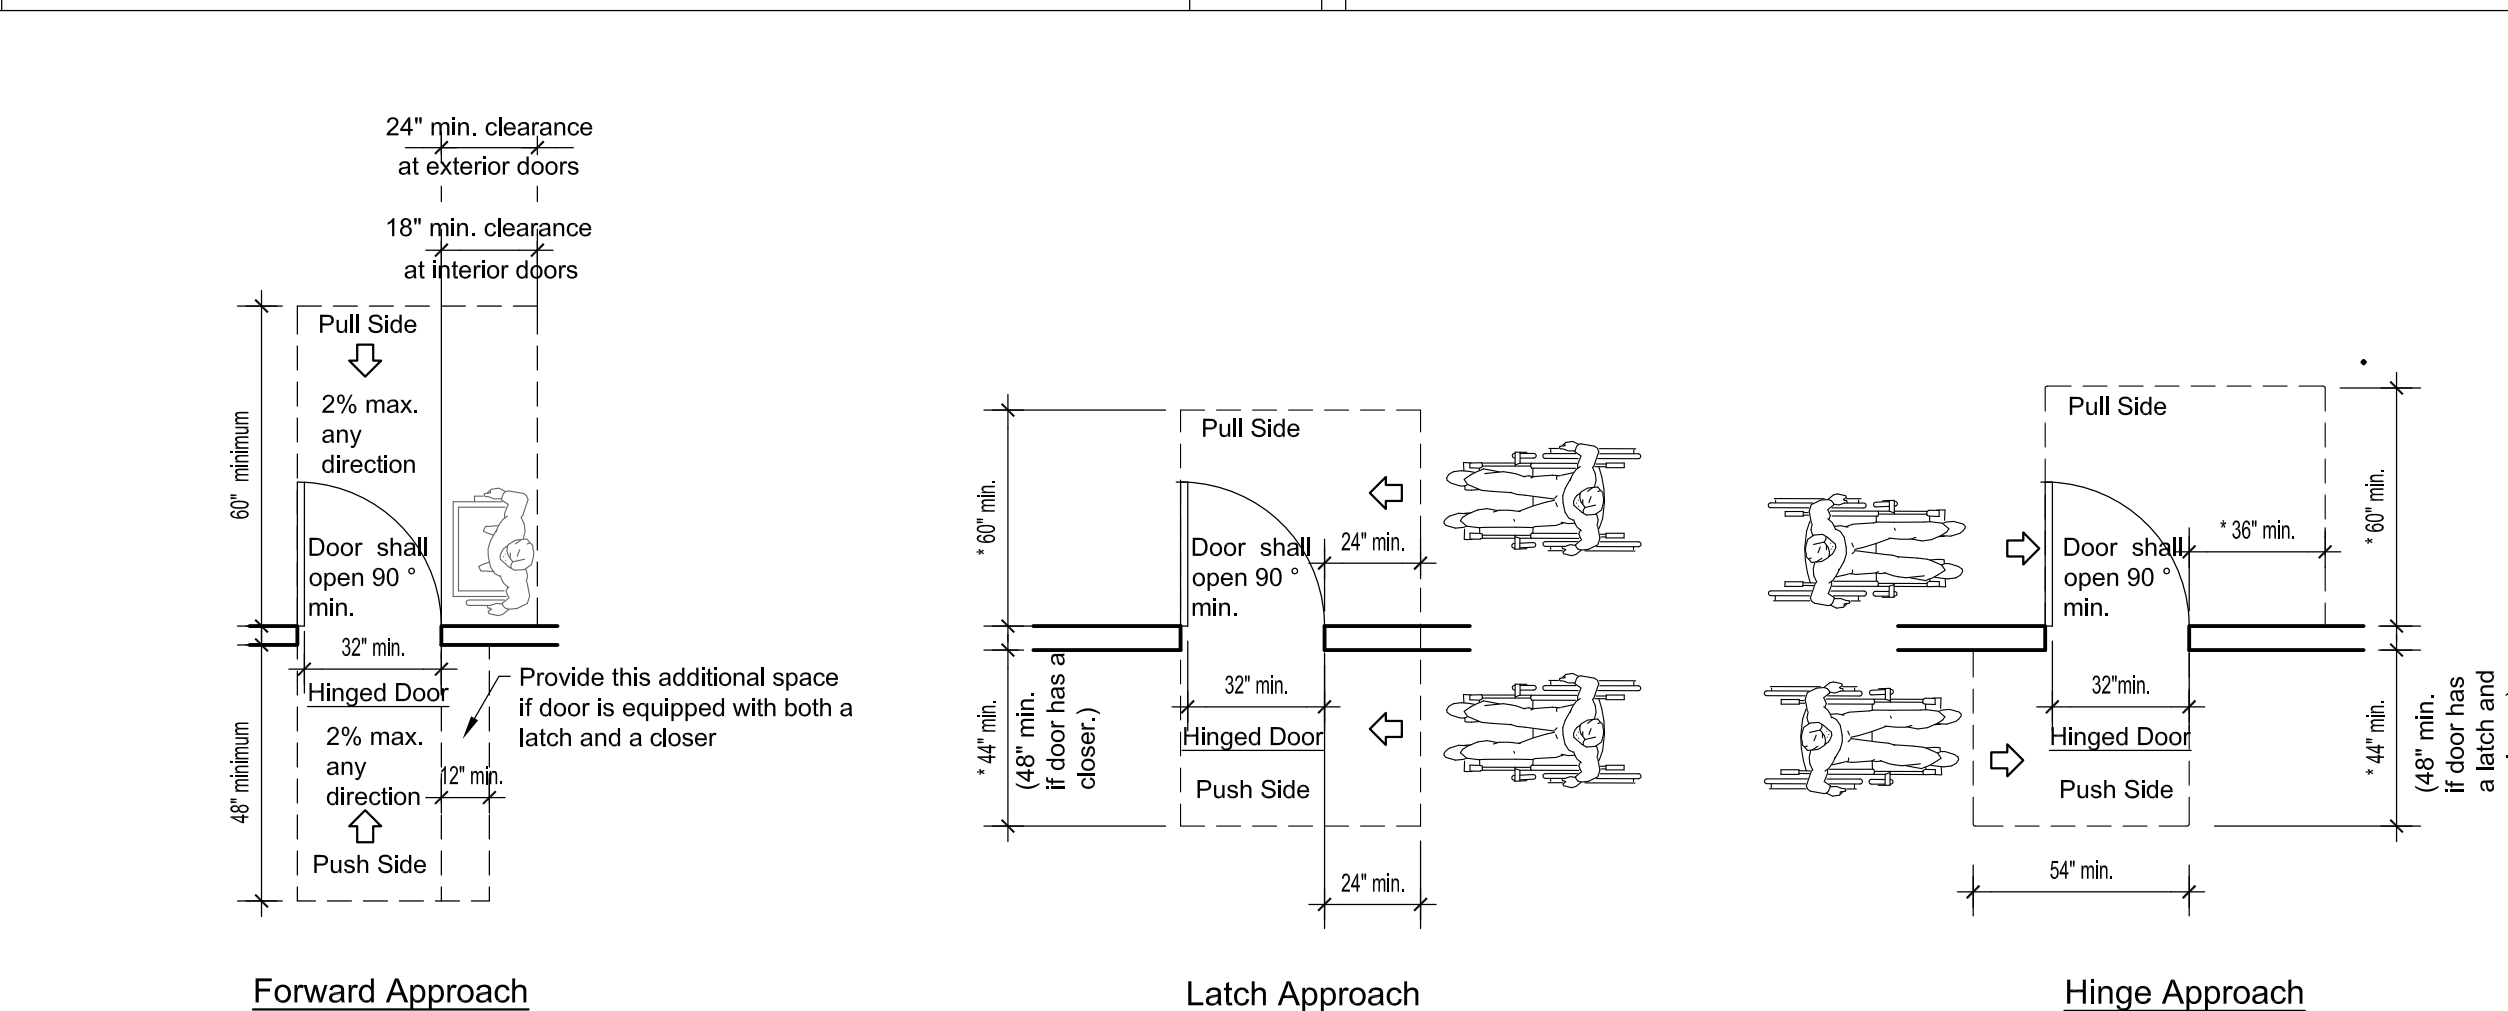 24" min. clearance
at exterior doors
18" min. clearance
at interior doors
Pull Side
2% max.
any
direction
60" minimum
Door shall
open 90 °
min.
32" min.
Hinged Door
2% max.
any
direction
12" min.
48" minimum
Push Side
Provide this additional space
if door is equipped with both a
latch and a closer
Forward Approach
Pull Side
* 60" min.
24" min.
Door shall
open 90 °
min.
32" min.
Hinged Door
Push Side
* 44" min.
(48" min.
if door has a
closer.)
24" min.
Latch Approach
Pull Side
* 60" min.
* 36" min.
Door shall
open 90 °
min.
32"min.
Hinged Door
Push Side
* 44" min.
(48" min.
if door has
a latch and
54" min.
Hinge Approach